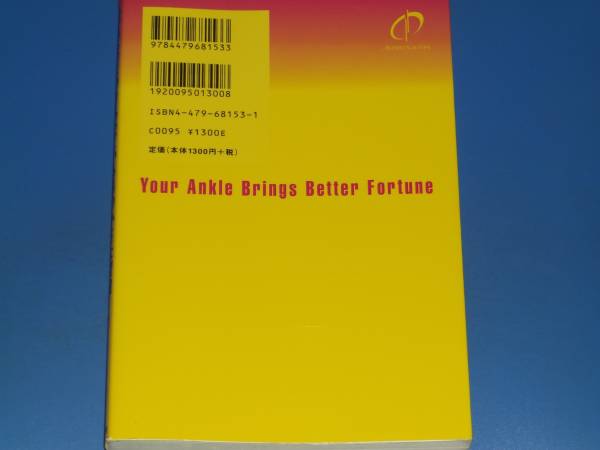 9784479681533
1920095013008
ISBN4-479-68153-1
C0095 ¥1300E
定価(本体1300円+税)
Your Ankle Brings Better Fortune